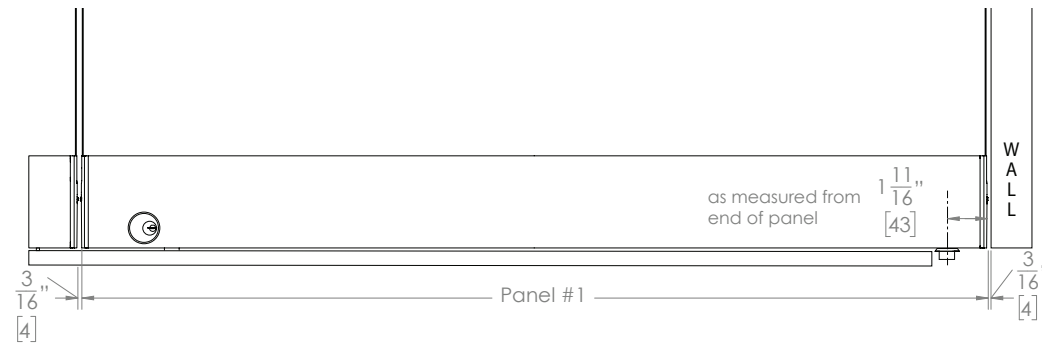 W
A
L
L
as measured from
end of panel
1 11/16”
[43]
3/16”
[4]
Panel #1
3/16”
[4]